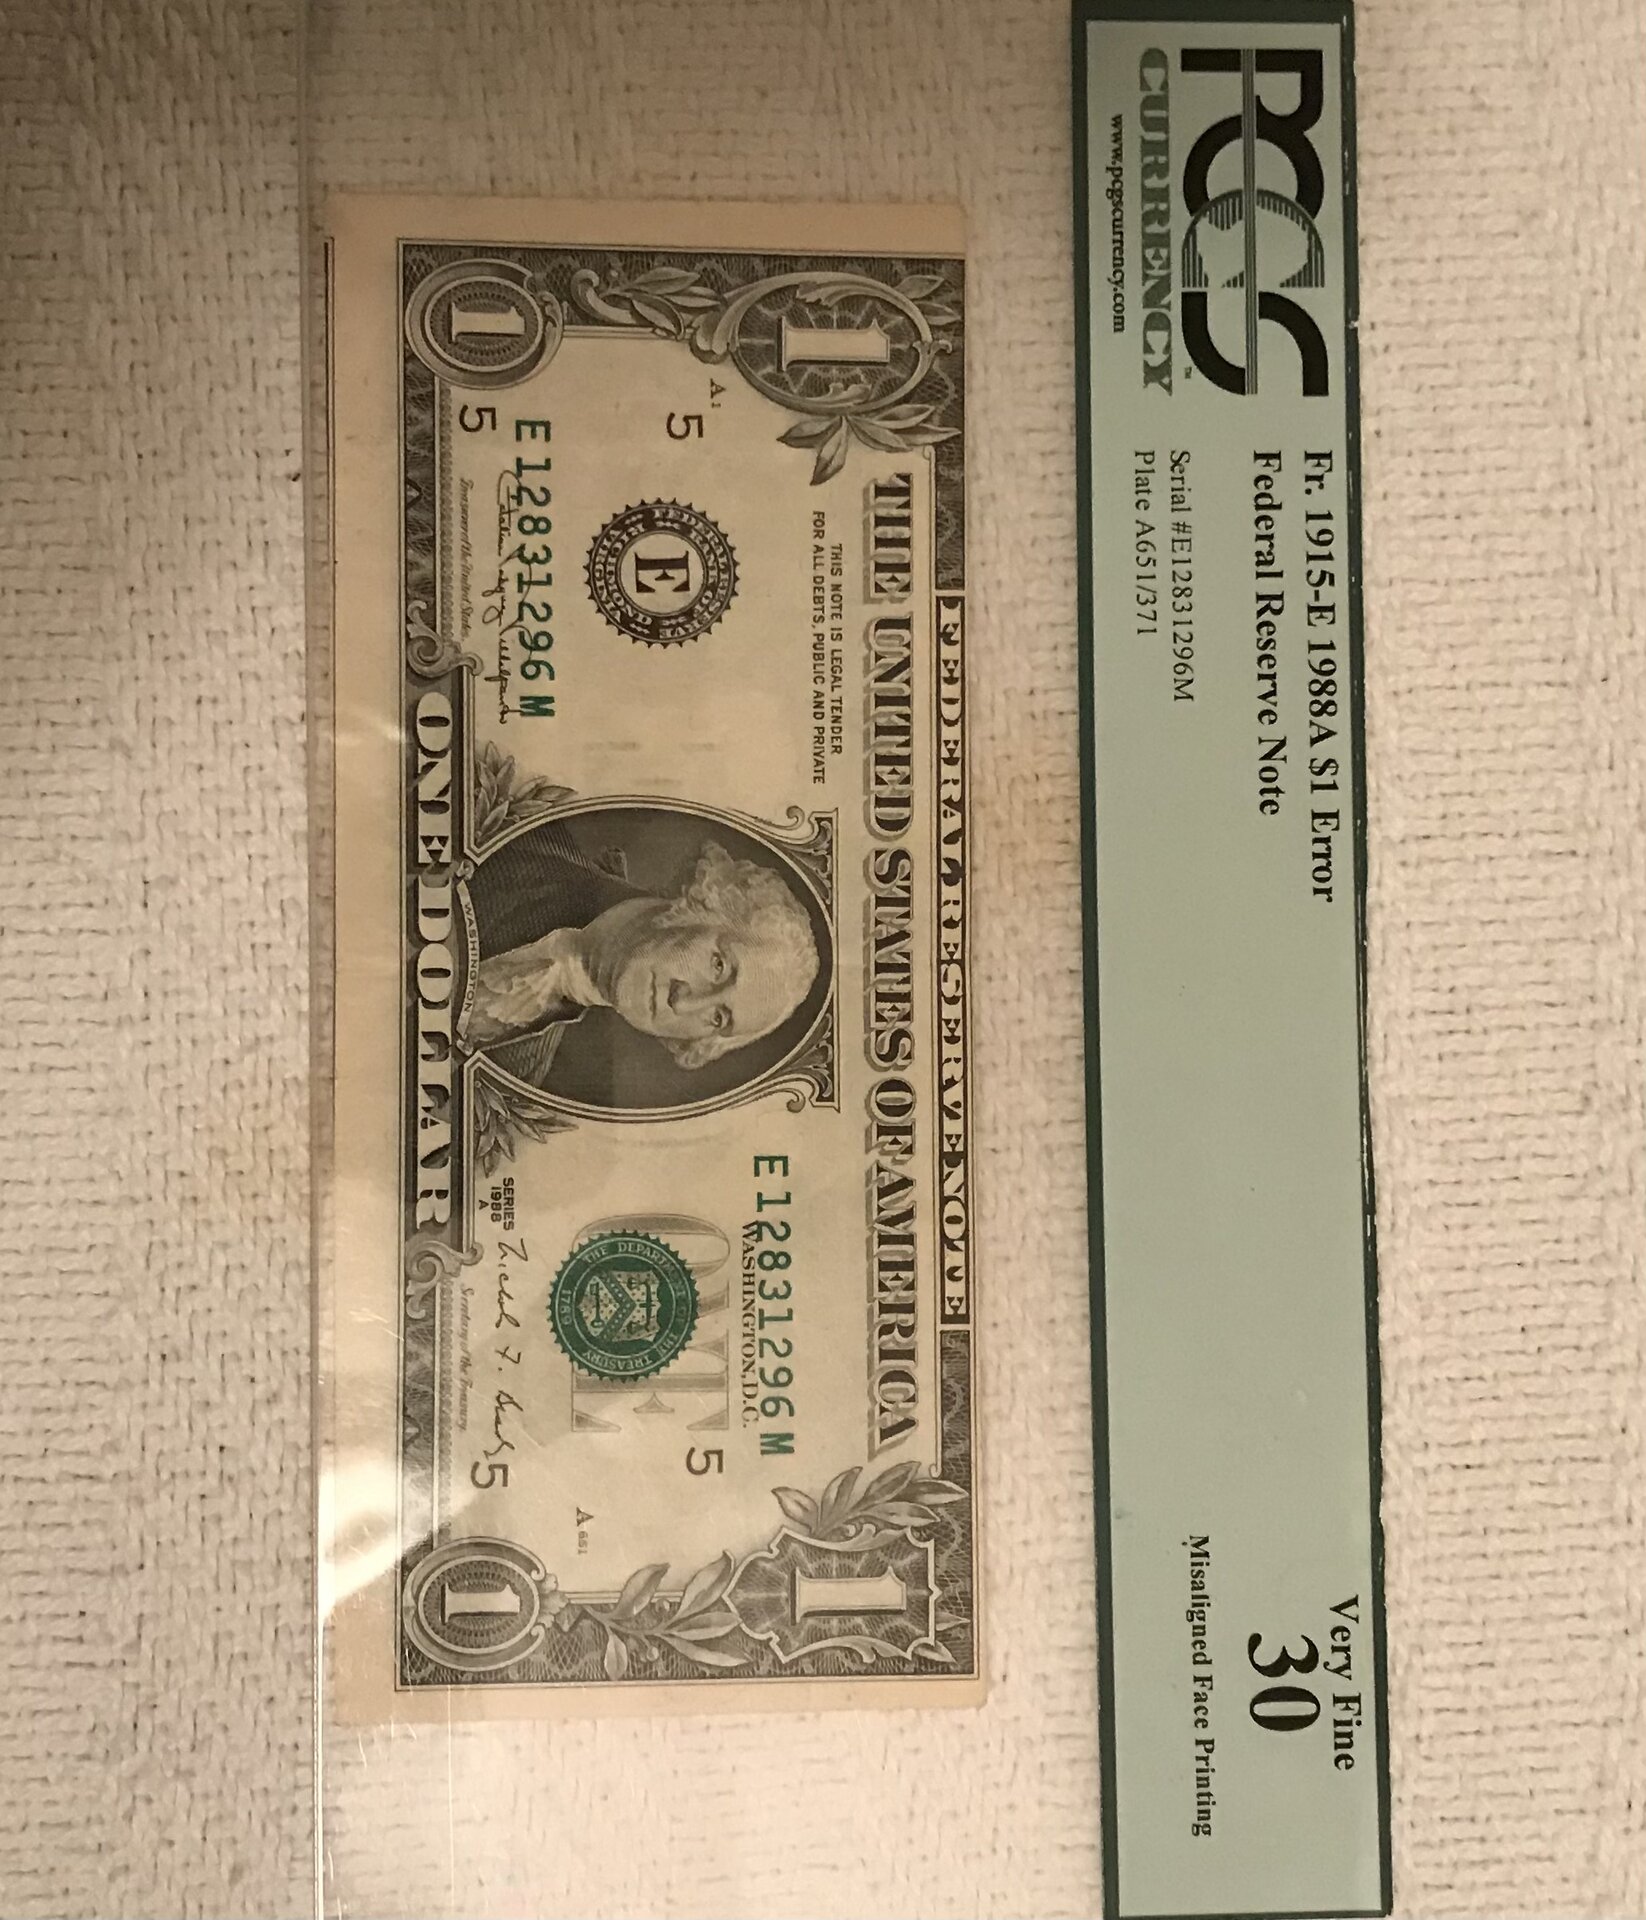 PCGS
CURRENCY
™
www.pcgscurrency.com
Fr. 1915-E 1988A $1 Error
Federal Reserve Note
Serial #E12831296M
Plate A651/371
Very Fine
30
Misaligned Face Printing
FEDERAL RESERVE NOTE
THE UNITED STATES OF AMERICA
1
1
THIS NOTE IS LEGAL TENDER
FOR ALL DEBTS, PUBLIC AND PRIVATE
A1
5
E 12831296 M
WASHINGTON, D.C.
5
E
ONE
THE DEPARTMENT OF THE TREASURY
1789
A 651
E 12831296 M
5
SERIES
1988
A
5
Treasurer of the United States.
Secretary of the Treasury.
WASHINGTON
1
ONE DOLLAR
1